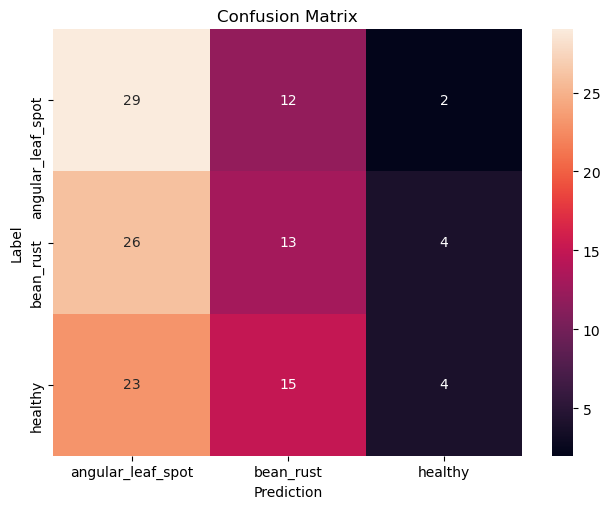 Confusion Matrix
Label
angular_leaf_spot
29 12 2
bean_rust
26 13 4
healthy
23 15 4
angular_leaf_spot bean_rust healthy
Prediction
25
20
15
10
5